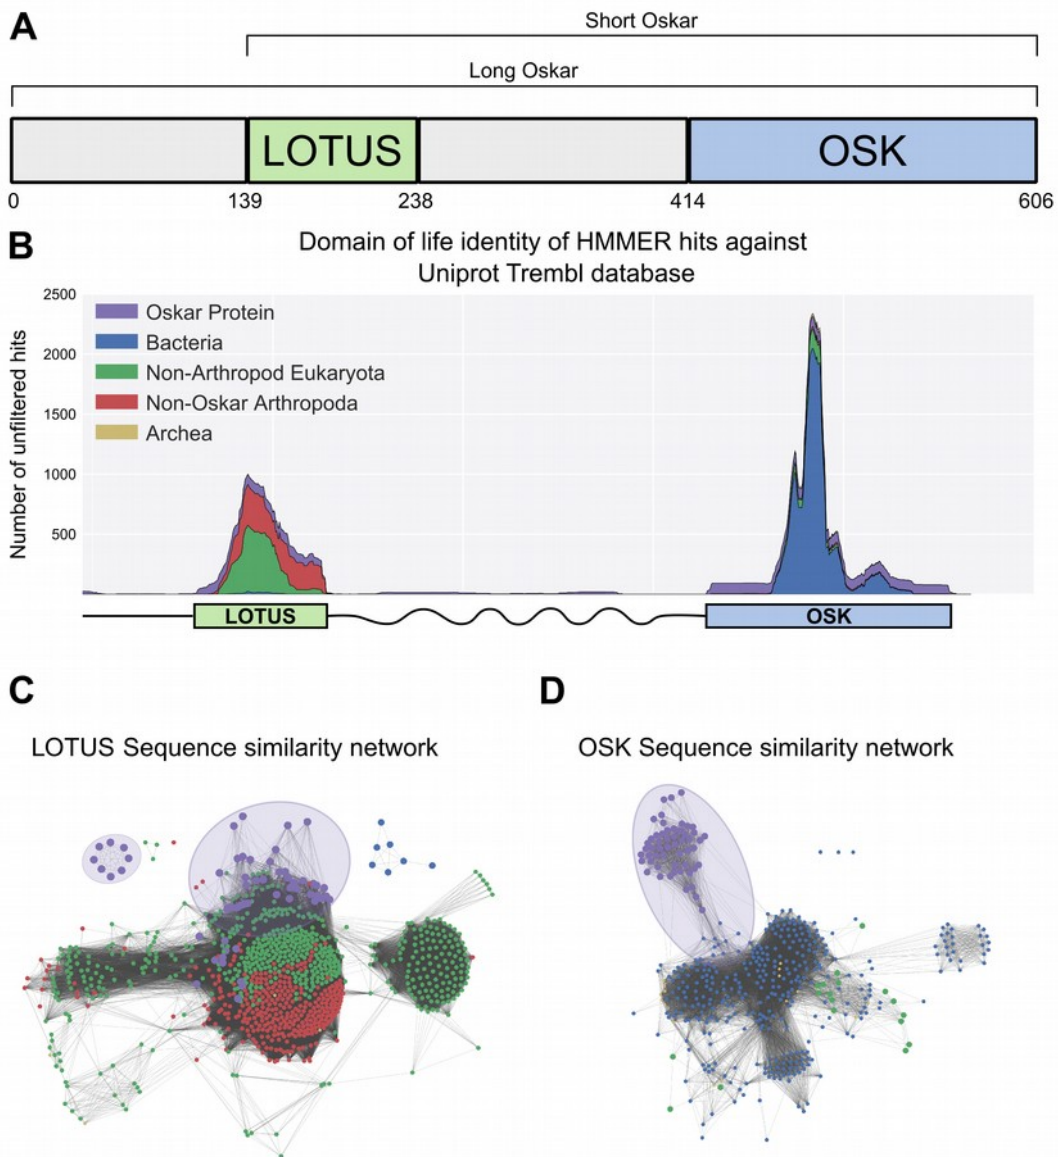 A
Short Oskar
Long Oskar
LOTUS
OSK
0
139
238
414
606
B
Domain of life identity of HMMER hits against
Uniprot Trembl database
Number of unfiltered hits
2500
2000
1500
1000
500
Oskar Protein
Bacteria
Non-Arthropod Eukaryota
Non-Oskar Arthropoda
Archea
LOTUS
OSK
C
LOTUS Sequence similarity network
D
OSK Sequence similarity network